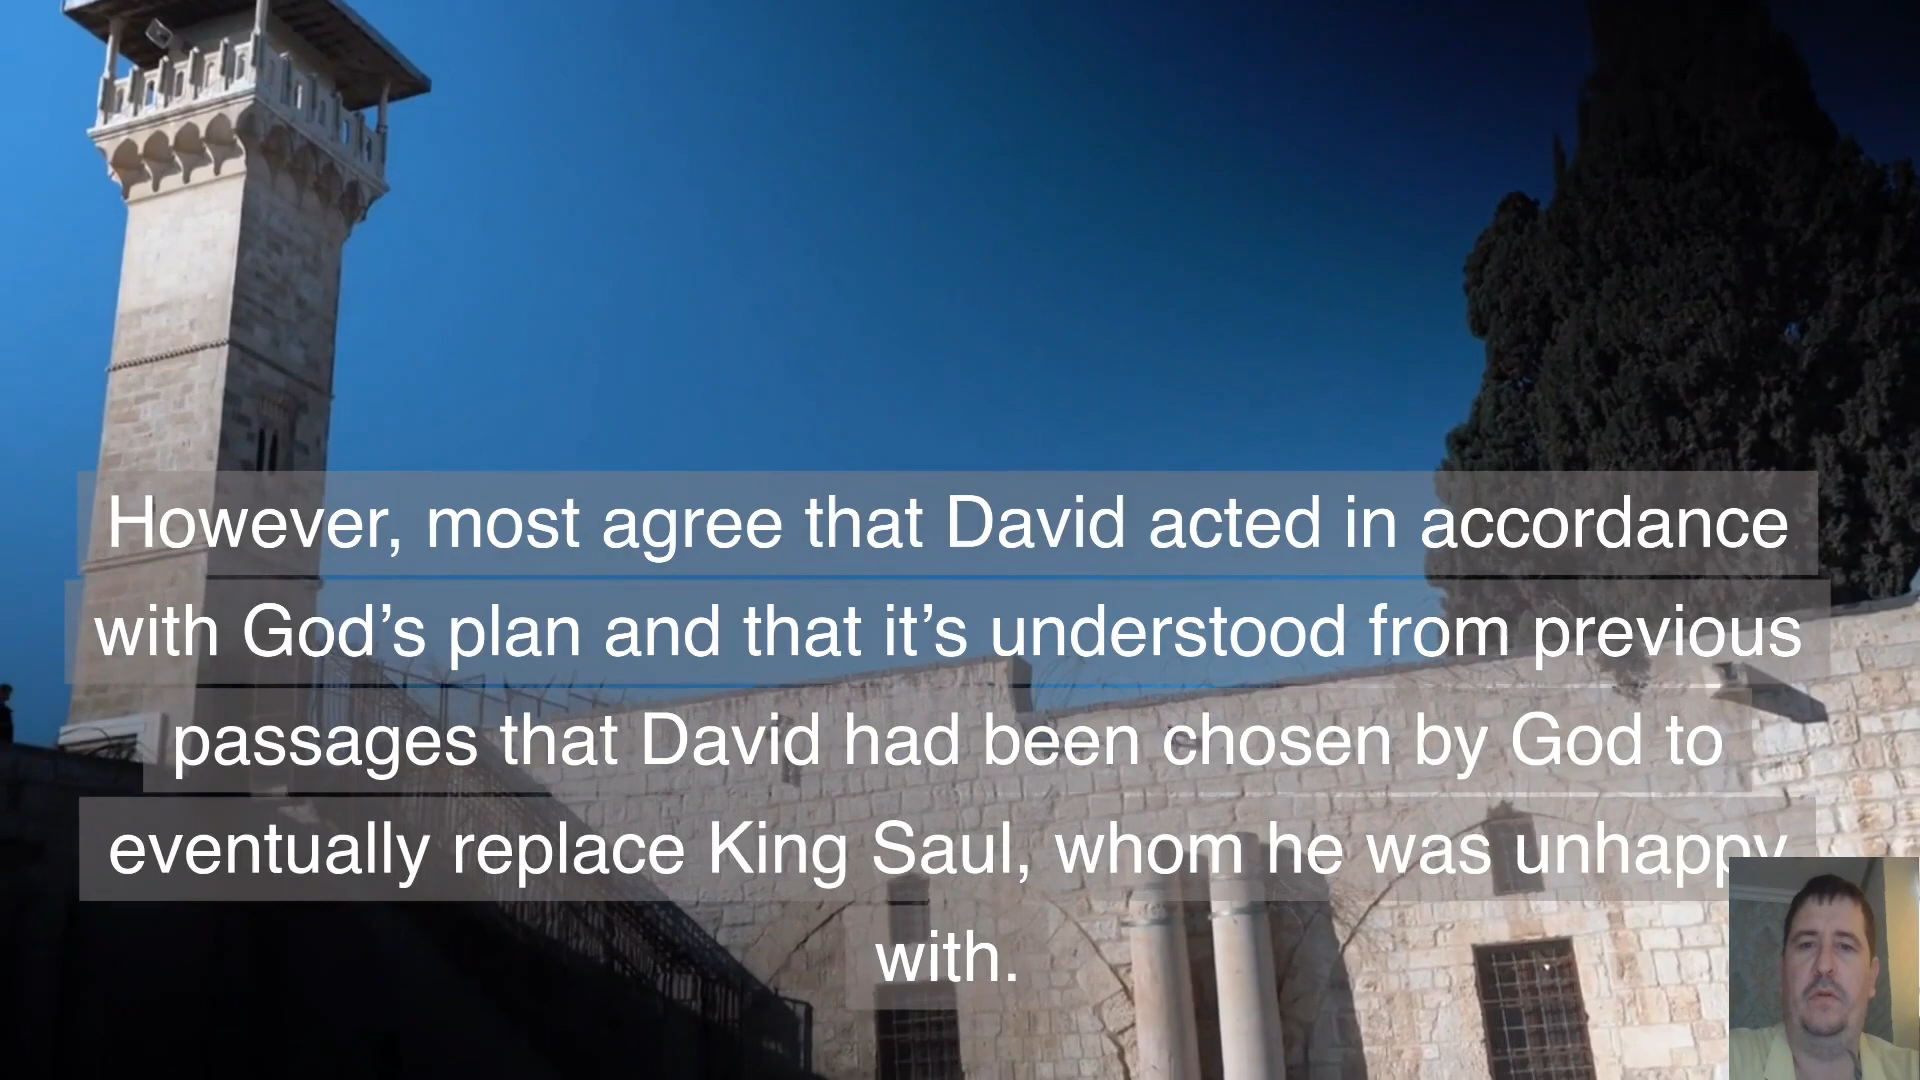 However, most agree that David acted in accordance
with God’s plan and that it’s understood from previous
passages that David had been chosen by God to
eventually replace King Saul, whom he was unhappy
with.